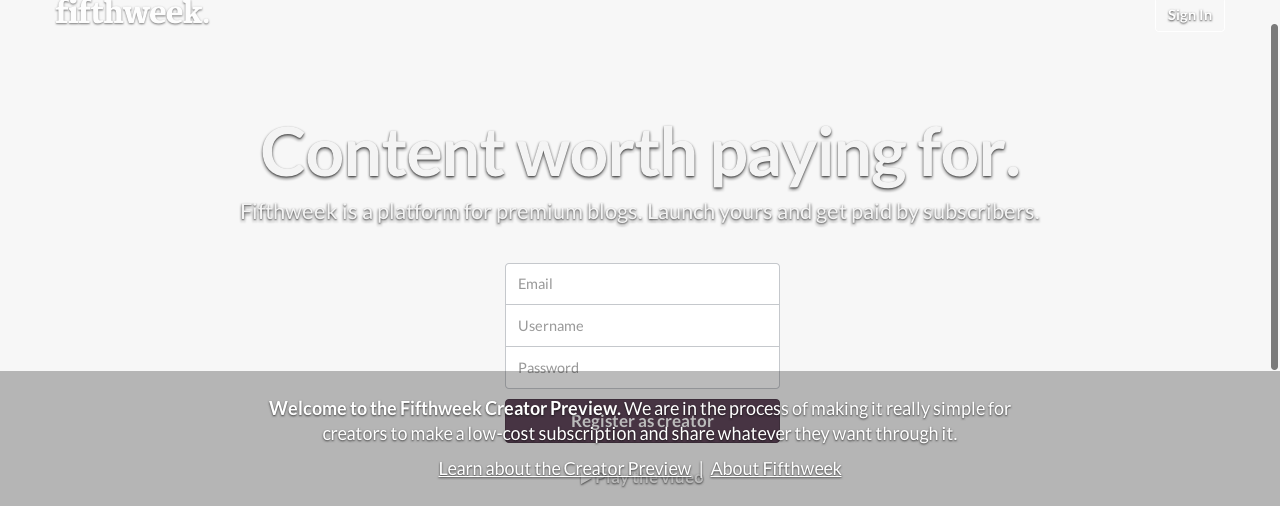 fifthweek.
Sign In
Content worth paying for.
Fifthweek is a platform for premium blogs. Launch yours and get paid by subscribers.
Email
Username
Password
Welcome to the Fifthweek Creator Preview. We are in the process of making it really simple for
Register as creator
creators to make a low-cost subscription and share whatever they want through it.
Learn about the Creator Preview | About Fifthweek
Play the video